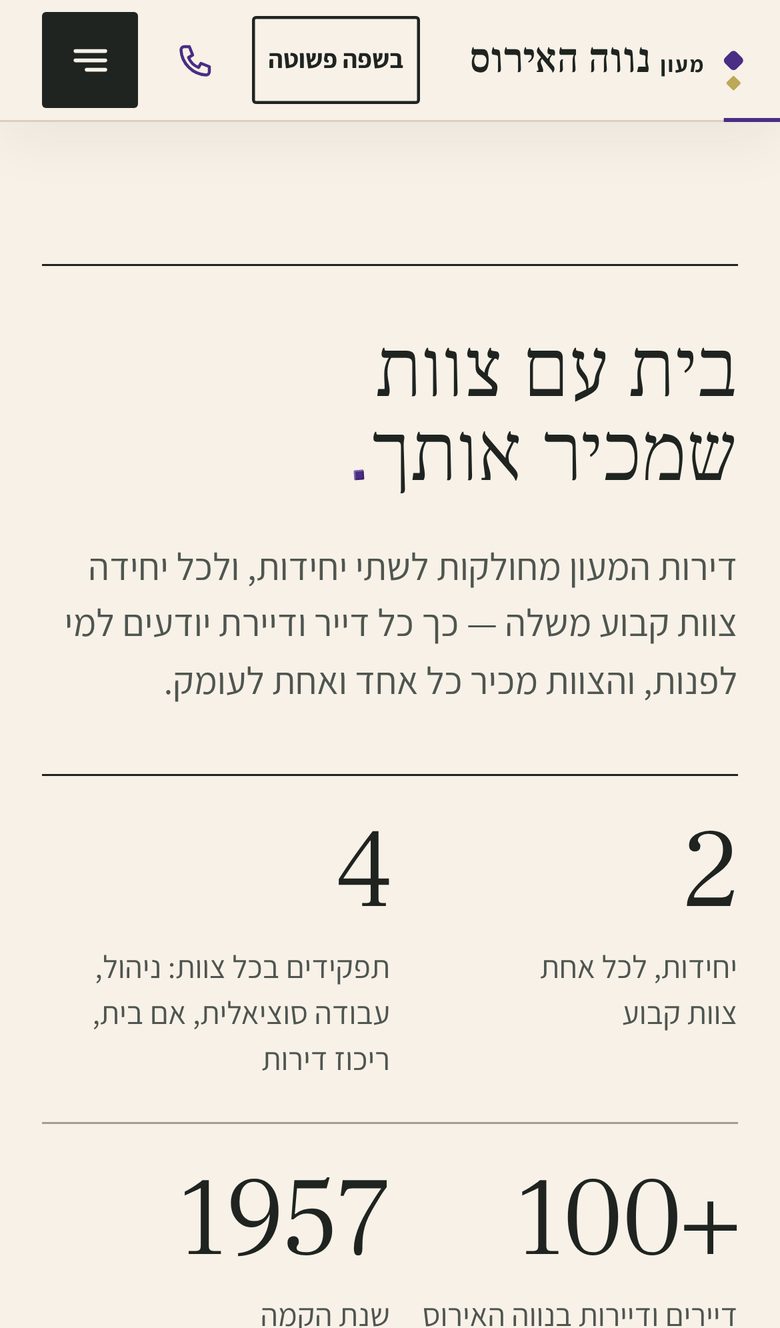 מעון נווה האירוס
בשפה פשוטה
בית עם צוות
שמכיר אותך.
דירות המעון מחולקות לשתי יחידות, ולכל יחידה
צוות קבוע משלה — כך כל דייר ודיירת יודעים למי
לפנות, והצוות מכיר כל אחד ואחת לעומק.
2
יחידות, לכל אחת
צוות קבוע
4
תפקידים בכל צוות: ניהול,
עבודה סוציאלית, אם בית,
ריכוז דירות
100+
דיירים ודיירות בנווה האירוס
1957
שנת הקמה